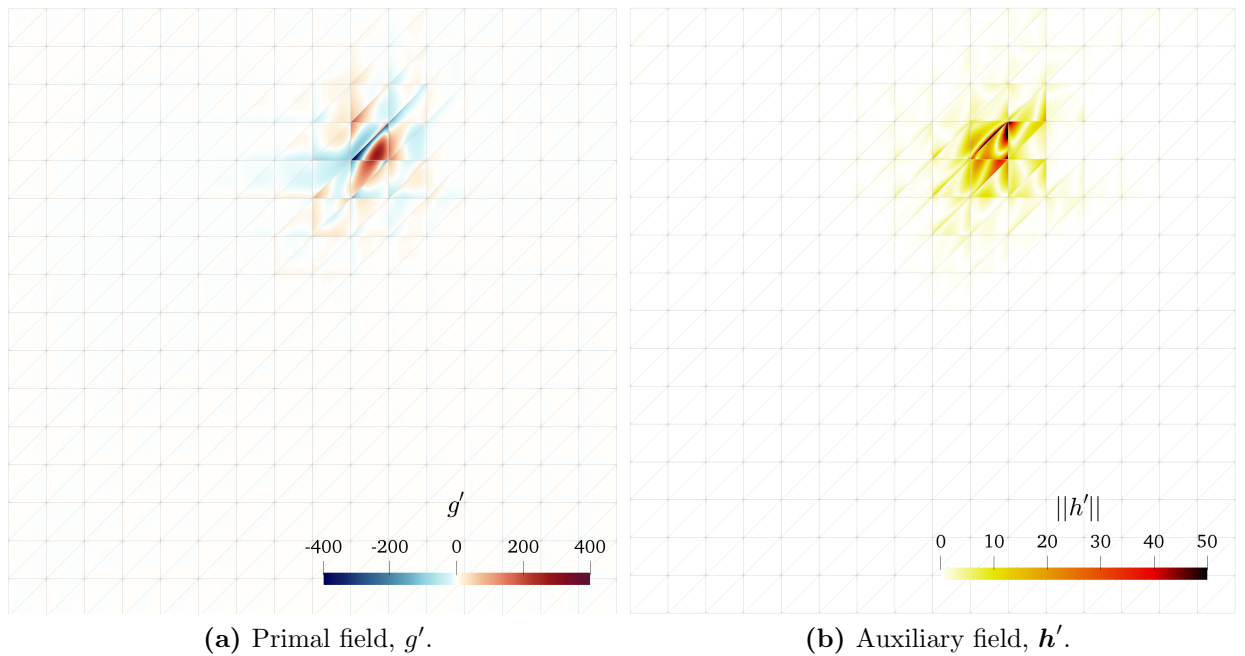 g′
-400 -200 0 200 400
||h′||
0 10 20 30 40 50
(a) Primal field, g′.
(b) Auxiliary field, h′.